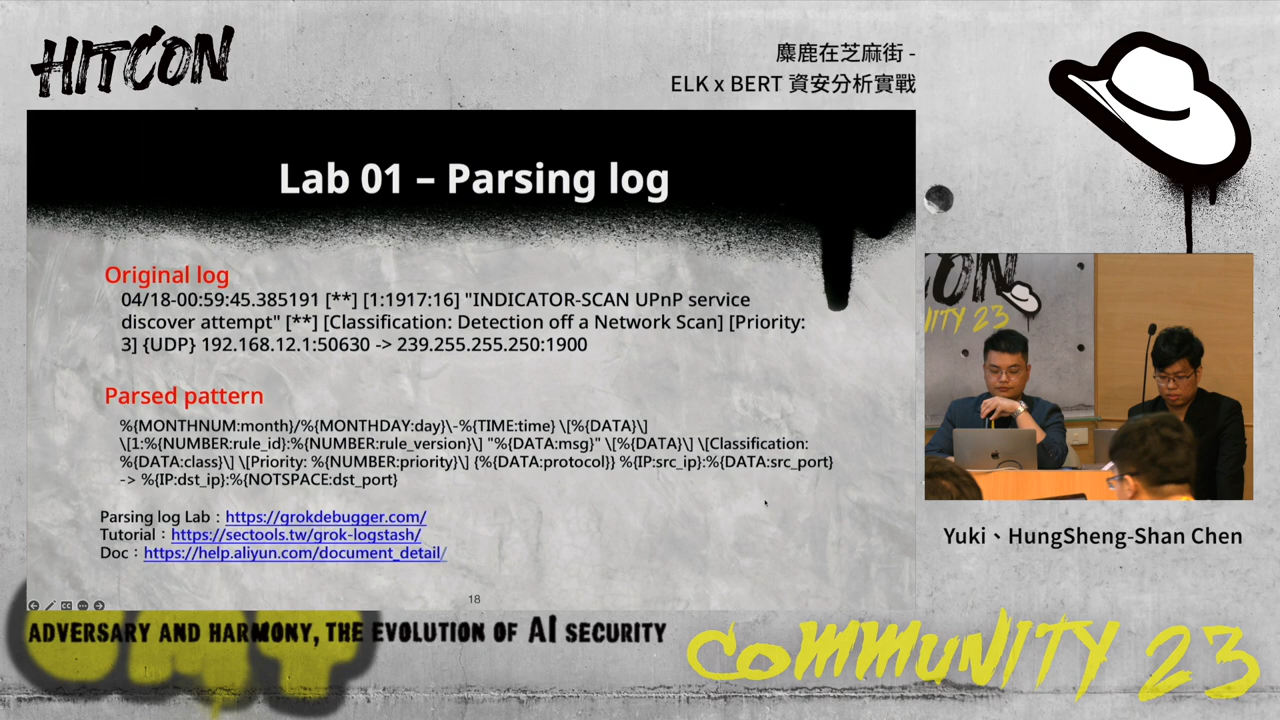 HITCON
麋鹿在芝麻街 -
ELK x BERT 資安分析實戰
Lab 01 – Parsing log
Original log
04/18-00:59:45.385191 [**] [1:1917:16] "INDICATOR-SCAN UPnP service
discover attempt" [**] [Classification: Detection off a Network Scan] [Priority:
3] {UDP} 192.168.12.1:50630 -> 239.255.255.250:1900
Parsed pattern
%{MONTHNUM:month}/%{MONTHDAY:day}\-%{TIME:time} \[%{DATA}\]
\[1:%{NUMBER:rule_id}:%{NUMBER:rule_version}\] "%{DATA:msg}" \[%{DATA}\] \[Classification:
%{DATA:class}\] \[Priority: %{NUMBER:priority}\] {%{DATA:protocol}} %{IP:src_ip}:%{DATA:src_port}
-> %{IP:dst_ip}:%{NOTSPACE:dst_port}
Parsing log Lab：https://grokdebugger.com/
Tutorial：https://sectools.tw/grok-logstash/
Doc：https://help.aliyun.com/document_detail/
18
Yuki、HungSheng-Shan Chen
ADVERSARY AND HARMONY, THE EVOLUTION OF AI SECURITY
COMMUNITY 23